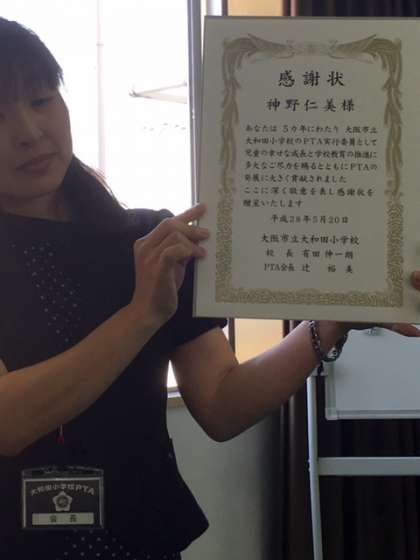 感謝状
神野仁美様
あなたは 5カ年にわたり 大阪市立
大和田小学校のPTA実行委員として
児童の幸せな成長と学校教育の推進に
多大なご尽力を賜るとともにPTAの
発展に大きく貢献されました
ここに深く敬意を表し感謝状を
贈呈いたします
平成28年5月20日
大阪市立大和田小学校
校 長 有田 伸一朗
PTA会長 辻 裕 美
大和田小学校PTA
会 長